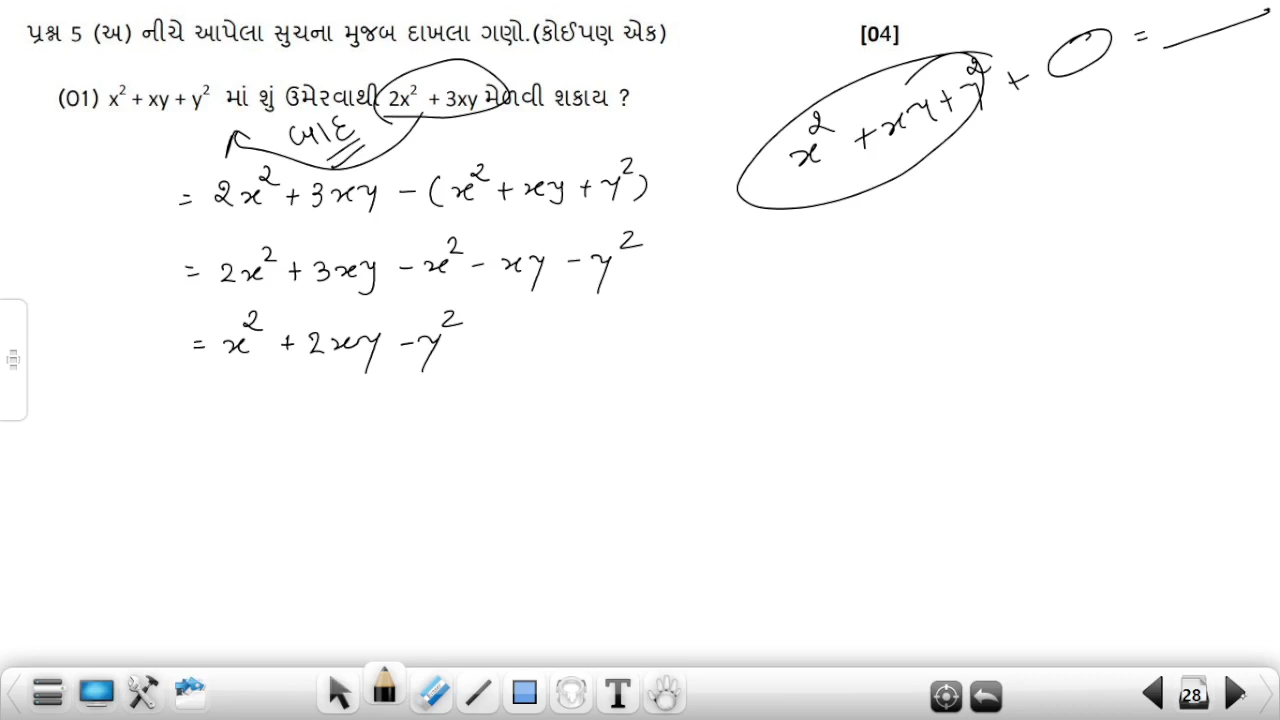 પ્રશ્ન 5 (અ) નીચે આપેલા સુચના મુજબ દાખલા ગણો.(કોઈપણ એક) [04]
(01) x² + xy + y² માં શું ઉમેરવાથી 2x² + 3xy મેળવી શકાય ?
x² + xy + y² + =
બાદ
= 2x² + 3xy - (x² + xy + y²)
= 2x² + 3xy - x² - xy - y²
= x² + 2xy - y²
T
28